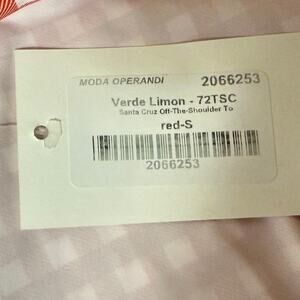 MODA OPERANDI 2066253
Verde Limon - 72TSC
Santa Cruz Off-The-Shoulder To
red-S
2066253